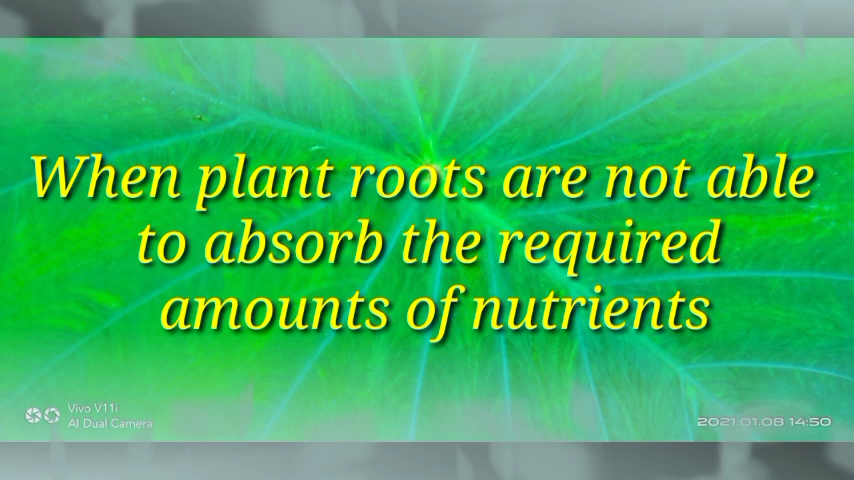 When plant roots are not able
to absorb the required
amounts of nutrients
Vivo V11i
AI Dual Camera
2021.01.08 14:50